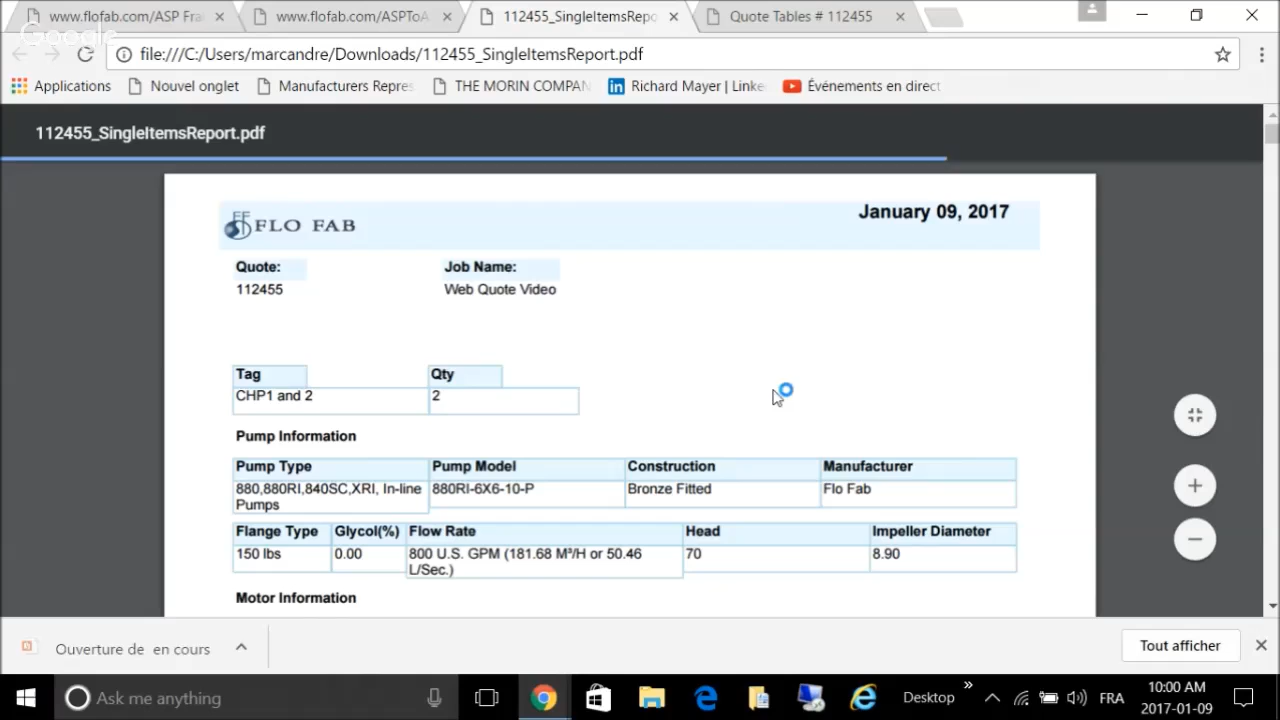 www.flofab.com/ASP Fra
www.flofab.com/ASPToA
112455_SingleItemsRepo
Quote Tables # 112455
Google
file:///C:/Users/marcandre/Downloads/112455_SingleItemsReport.pdf
Applications
Nouvel onglet
Manufacturers Repres
THE MORIN COMPAN
in
Richard Mayer | Linke
Événements en direct
112455_SingleItemsReport.pdf
FLO FAB
January 09, 2017
Quote:
Job Name:
112455
Web Quote Video
Tag
Qty
CHP1 and 2
2
Pump Information
Pump Type
Pump Model
Construction
Manufacturer
880,880RI,840SC,XRI, In-line
Pumps
880RI-6X6-10-P
Bronze Fitted
Flo Fab
Flange Type
Glycol(%)
Flow Rate
Head
Impeller Diameter
150 lbs
0.00
800 U.S. GPM (181.68 M³/H or 50.46
L/Sec.)
70
8.90
Motor Information
Ouverture de en cours
Tout afficher
Ask me anything
Desktop
FRA
10:00 AM
2017-01-09